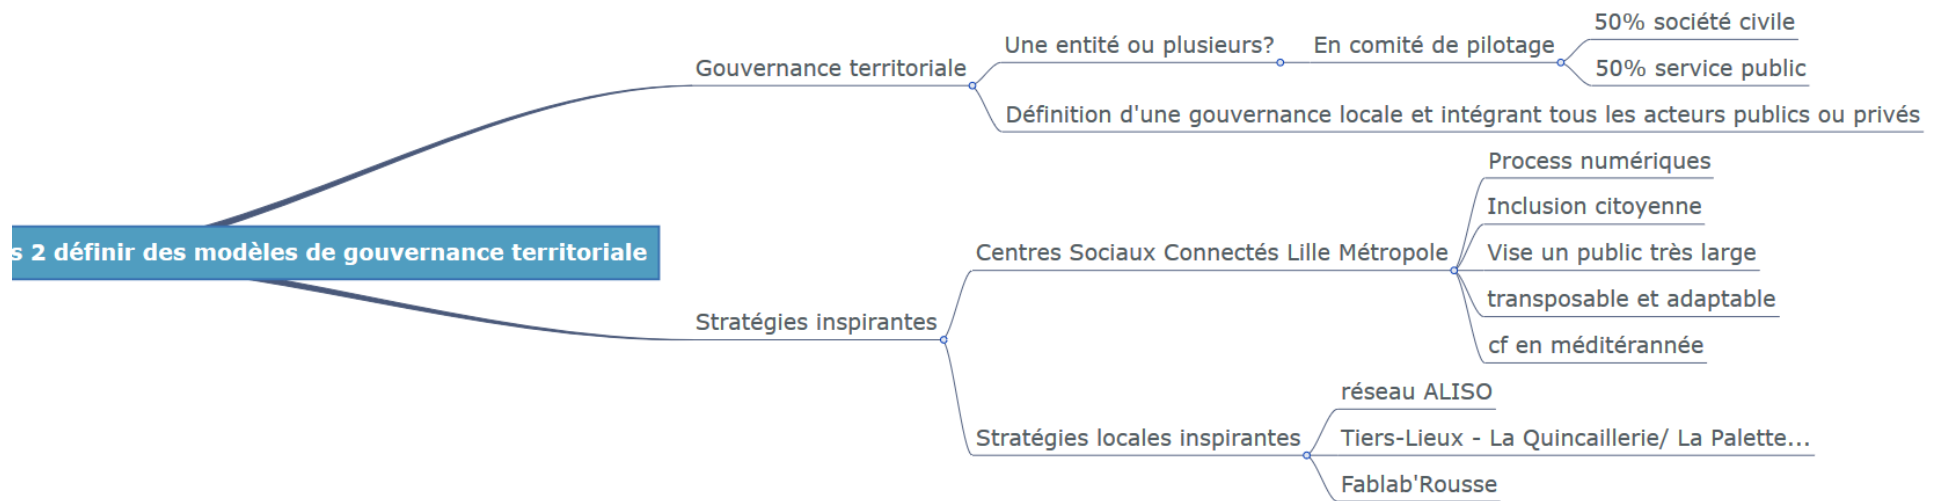 s 2 définir des modèles de gouvernance territoriale
Gouvernance territoriale
Une entité ou plusieurs?
En comité de pilotage
50% société civile
50% service public
Définition d'une gouvernance locale et intégrant tous les acteurs publics ou privés
Stratégies inspirantes
Centres Sociaux Connectés Lille Métropole
Process numériques
Inclusion citoyenne
Vise un public très large
transposable et adaptable
cf en méditérannée
Stratégies locales inspirantes
réseau ALISO
Tiers-Lieux - La Quincaillerie/ La Palette...
Fablab'Rousse